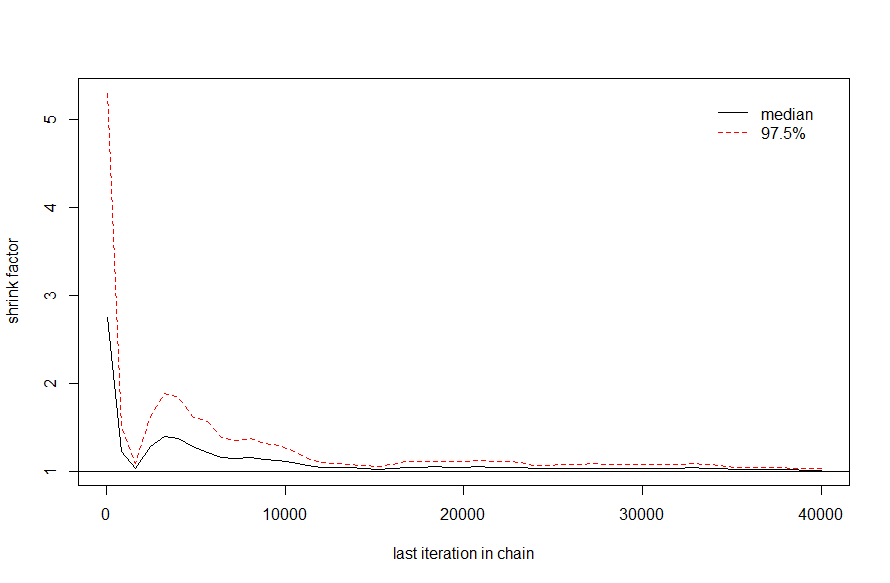 median
97.5%
5
4
3
2
1
shrink factor
0 10000 20000 30000 40000
last iteration in chain